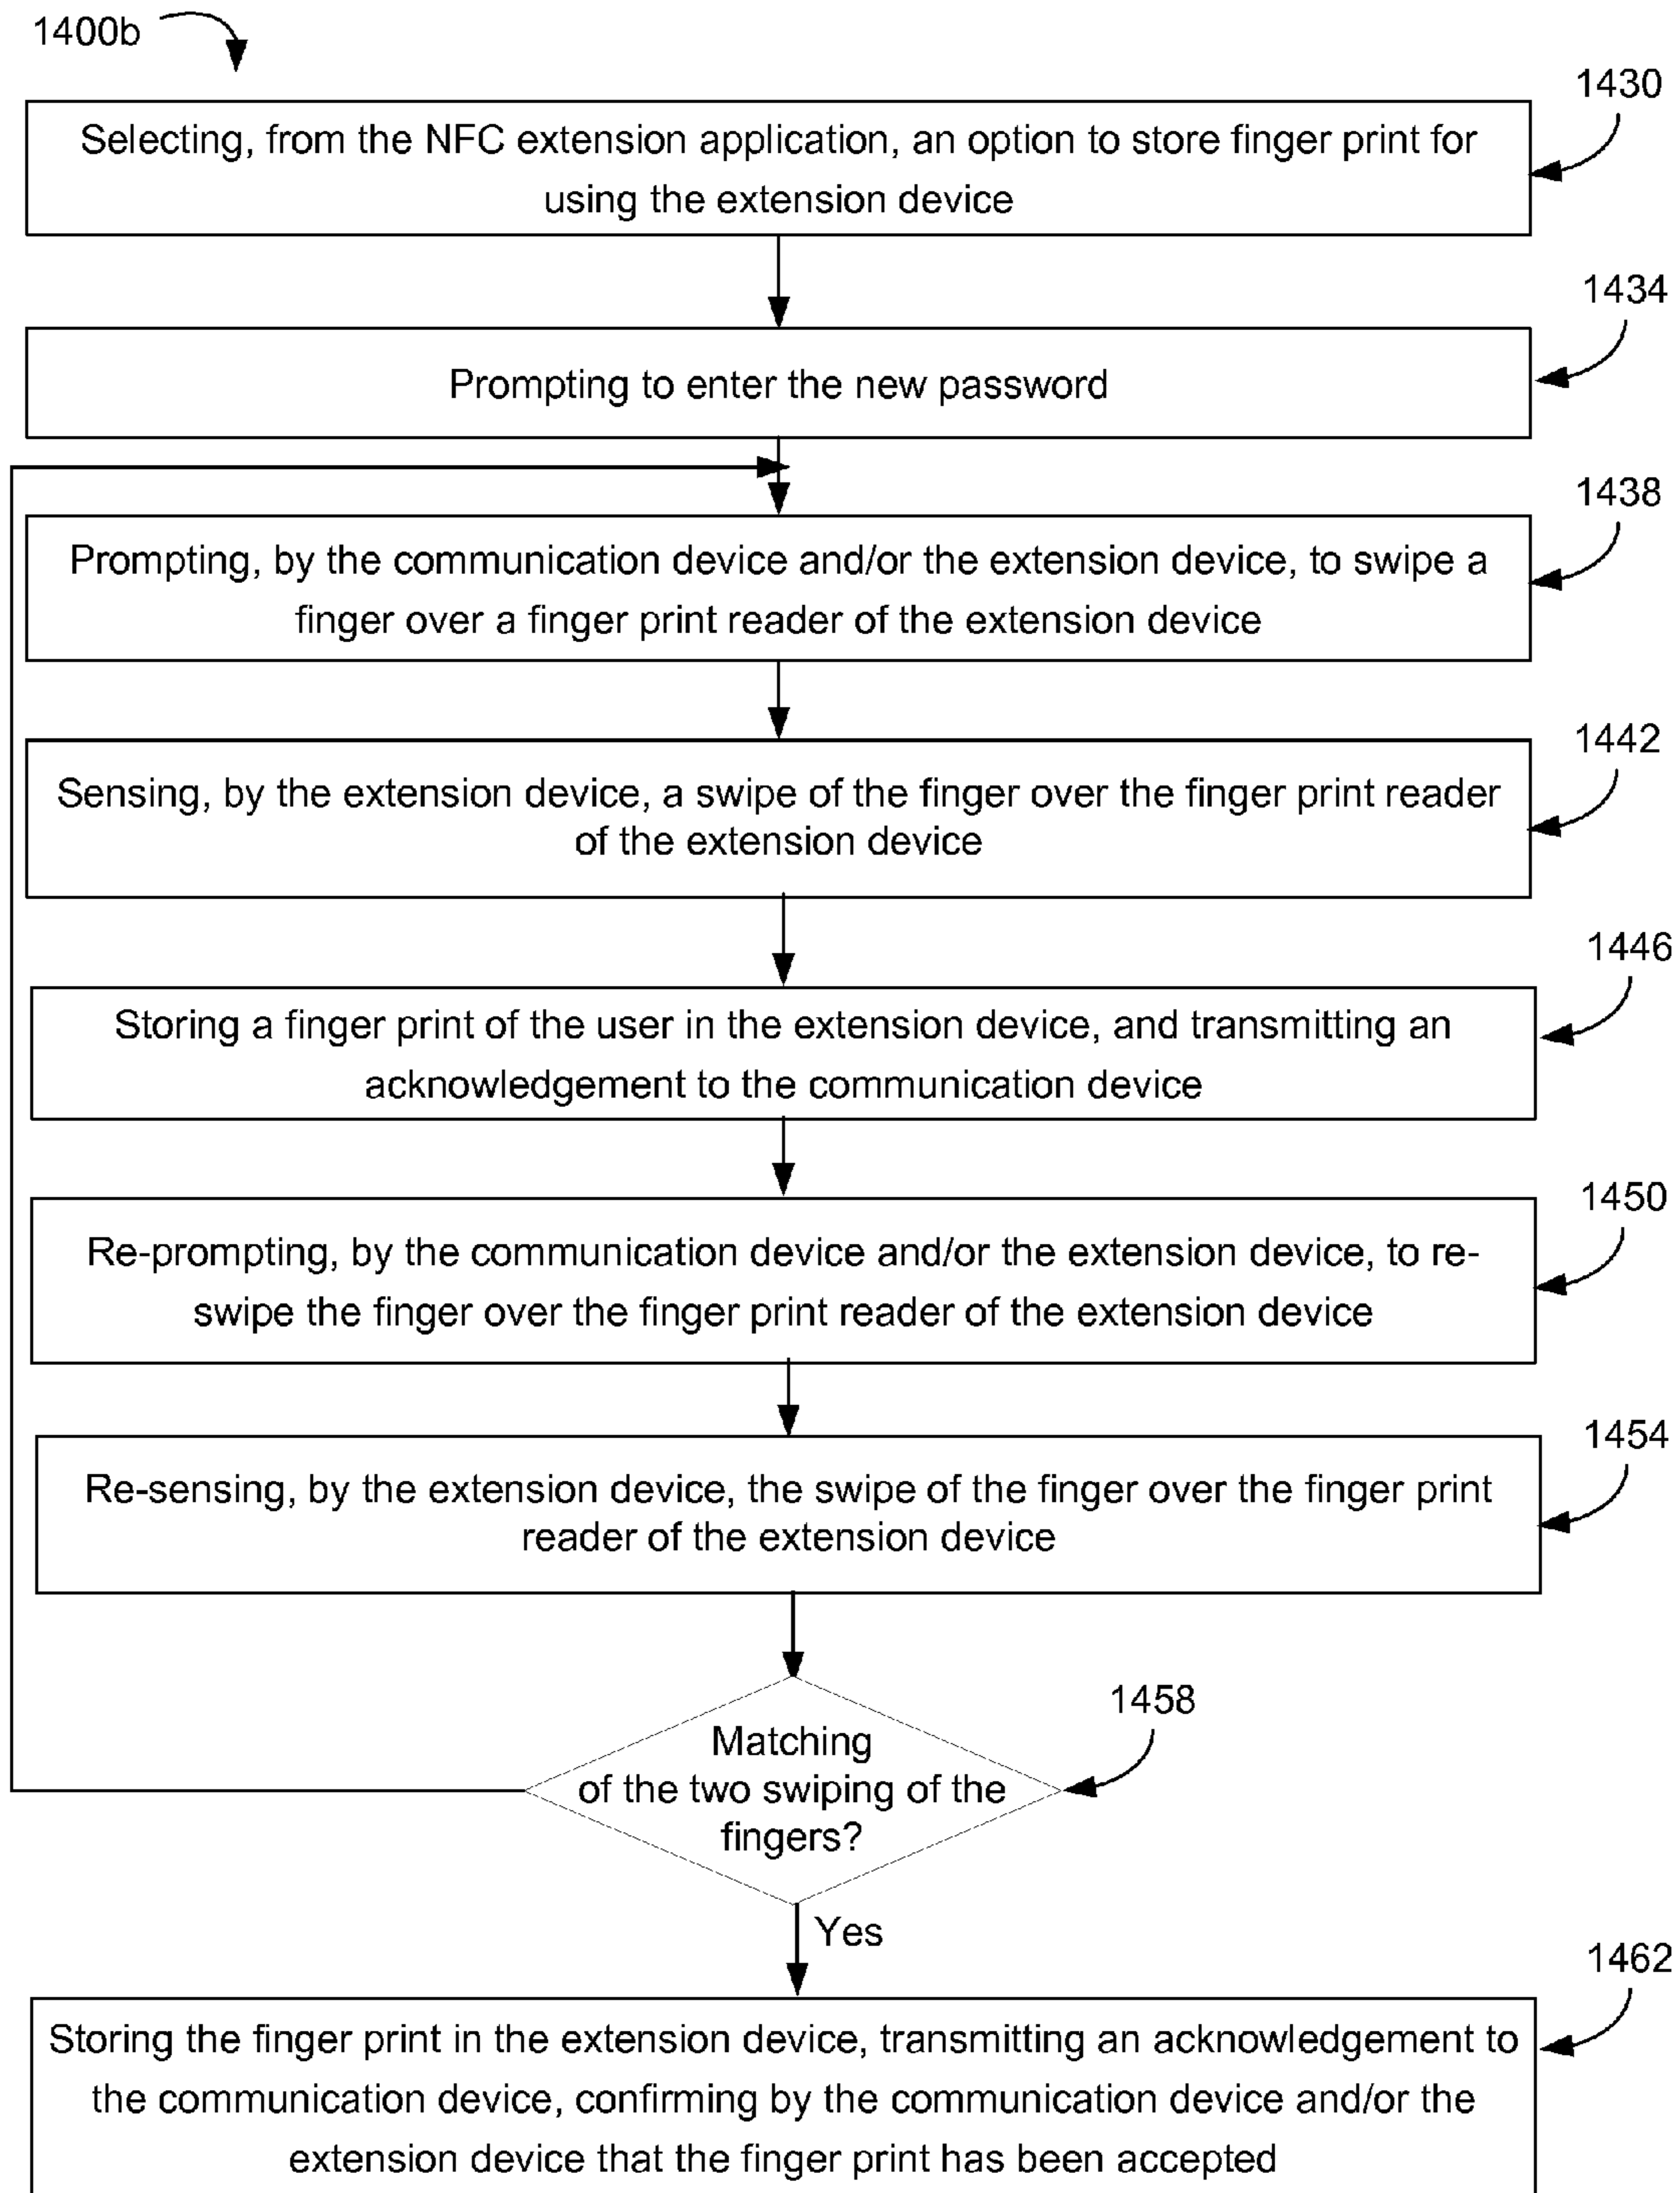 1400b
1430
Selecting, from the NFC extension application, an option to store finger print for
using the extension device
1434
Prompting to enter the new password
1438
Prompting, by the communication device and/or the extension device, to swipe a
finger over a finger print reader of the extension device
1442
Sensing, by the extension device, a swipe of the finger over the finger print reader
of the extension device
1446
Storing a finger print of the user in the extension device, and transmitting an
acknowledgement to the communication device
1450
Re-prompting, by the communication device and/or the extension device, to re-
swipe the finger over the finger print reader of the extension device
1454
Re-sensing, by the extension device, the swipe of the finger over the finger print
reader of the extension device
1458
Matching
of the two swiping of the
fingers?
Yes
1462
Storing the finger print in the extension device, transmitting an acknowledgement to
the communication device, confirming by the communication device and/or the
extension device that the finger print has been accepted